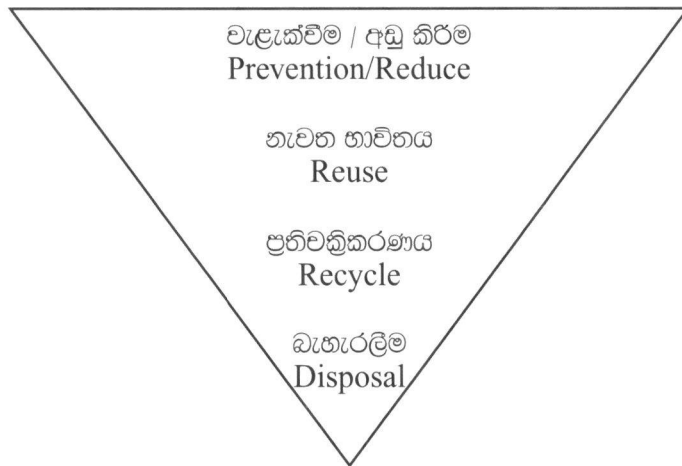 වැළැක්වීම / අඩු කිරීම
Prevention/Reduce
නැවත භාවිතය
Reuse
ප්‍රතිචක්‍රිකරණය
Recycle
බැහැරලීම
Disposal